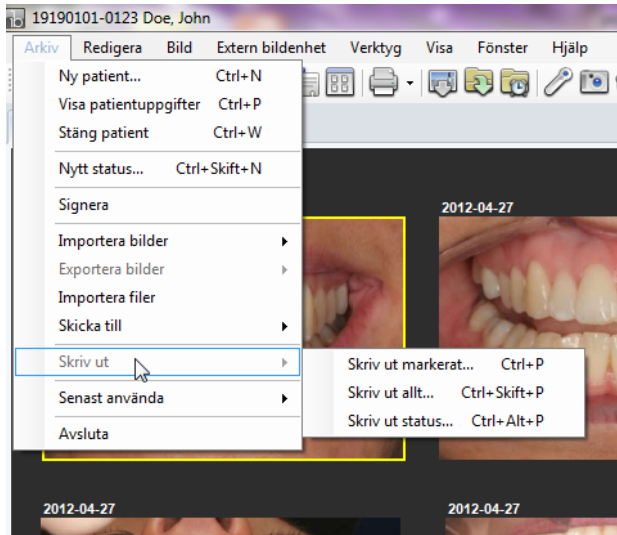 19190101-0123 Doe, John
Arkiv Redigera Bild Extern bildenhet Verktyg Visa Fönster Hjälp
Ny patient... Ctrl+N
Visa patientuppgifter Ctrl+P
Stäng patient Ctrl+W
Nytt status... Ctrl+Skift+N
Signera
2012-04-27
Importera bilder
Exportera bilder
Importera filer
Skicka till
Skriv ut
Skriv ut markerat... Ctrl+P
Senast använda
Skriv ut allt... Ctrl+Skift+P
Skriv ut status... Ctrl+Alt+P
Avsluta
2012-04-27 2012-04-27